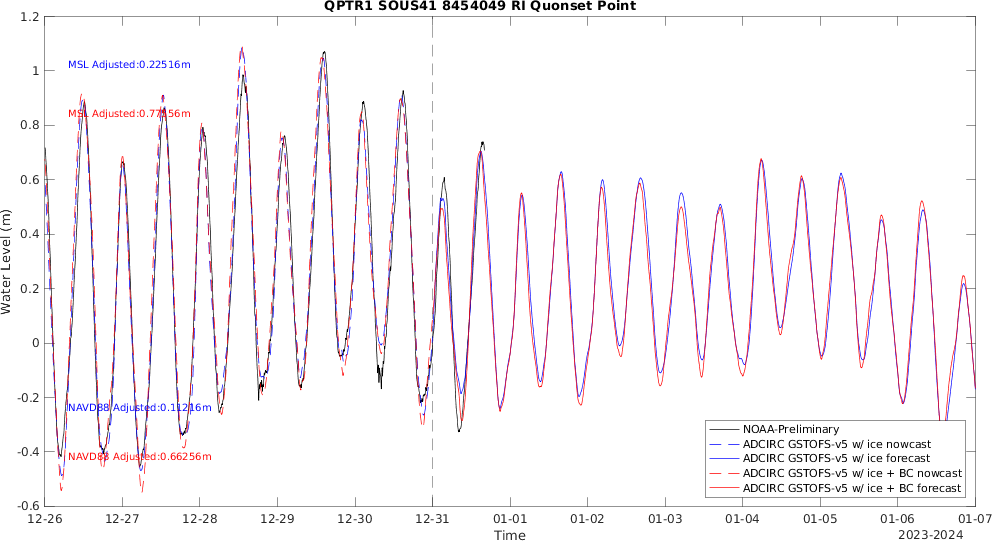 QPTR1 SOUS41 8454049 RI Quonset Point
1.2
1
0.8
0.6
0.4
0.2
0
-0.2
-0.4
-0.6
Water Level (m)
MSL Adjusted:0.22516m
MSL Adjusted:0.77556m
NAVD88 Adjusted:0.11216m
NAVD88 Adjusted:0.66256m
NOAA-Preliminary
ADCIRC GSTOFS-v5 w/ ice nowcast
ADCIRC GSTOFS-v5 w/ ice forecast
ADCIRC GSTOFS-v5 w/ ice + BC nowcast
ADCIRC GSTOFS-v5 w/ ice + BC forecast
12-26 12-27 12-28 12-29 12-30 12-31 01-01 01-02 01-03 01-04 01-05 01-06 01-07
Time
2023-2024